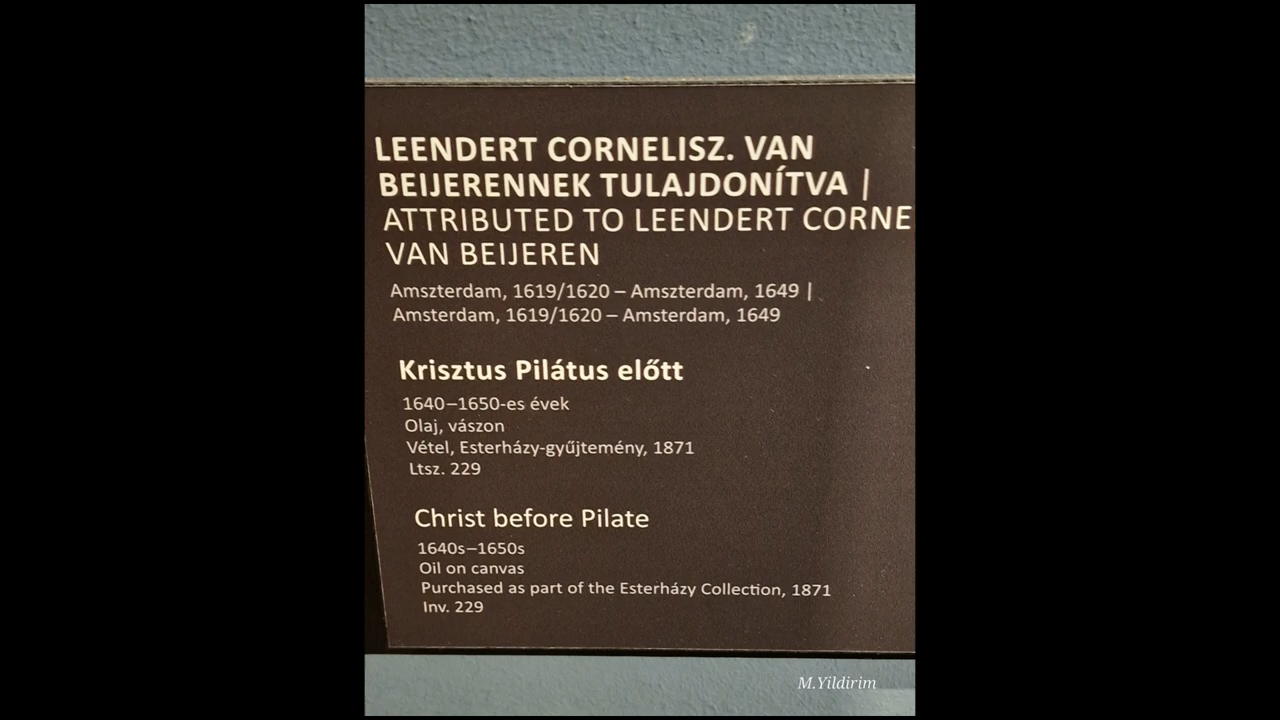 LEENDERT CORNELISZ. VAN
BEIJERENNEK TULAJDONÍTVA |
ATTRIBUTED TO LEENDERT CORNE
VAN BEIJEREN
Amszterdam, 1619/1620 – Amszterdam, 1649 |
Amsterdam, 1619/1620 – Amsterdam, 1649
Krisztus Pilátus előtt
1640–1650-es évek
Olaj, vászon
Vétel, Esterházy-gyűjtemény, 1871
Ltsz. 229
Christ before Pilate
1640s–1650s
Oil on canvas
Purchased as part of the Esterházy Collection, 1871
Inv. 229
M.Yildirim